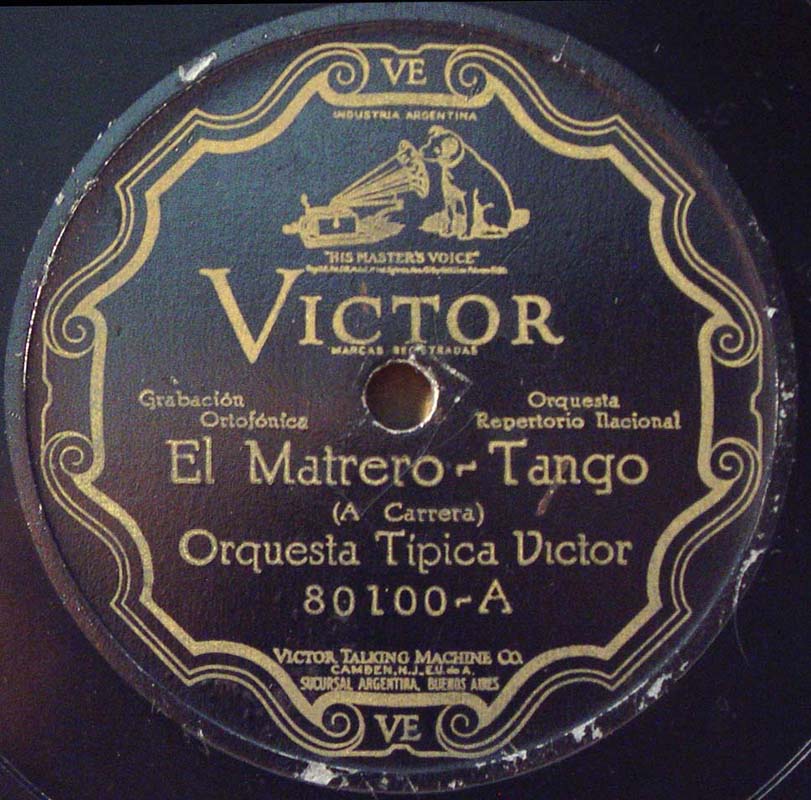 VE
INDUSTRIA ARGENTINA
"HIS MASTER'S VOICE"
VICTOR
MARCAS REGISTRADAS
Grabación
Ortofónica
Orquesta
Repertorio Nacional
El Matrero - Tango
(A Carrera)
Orquesta Típica Victor
80100-A
VICTOR TALKING MACHINE CO.
CAMDEN, N.J. E.U. de A.
SUCURSAL ARGENTINA, BUENOS AIRES
VE